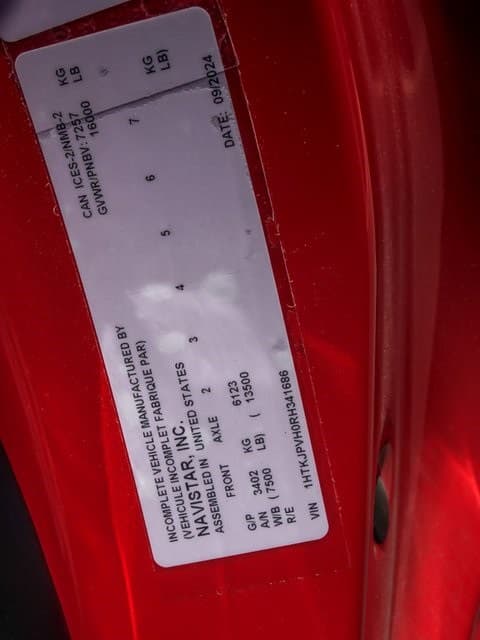 INCOMPLETE VEHICLE MANUFACTURED BY
(VEHICULE INCOMPLET FABRIQUE PAR)
NAVISTAR, INC.
ASSEMBLED IN UNITED STATES
CAN ICES-2/NMB-2
GVWR/PNBV: 7257 KG
16000 LB
AXLE 2 3 4 5 6 7
FRONT
G/P 3402 KG 6123 KG
A/N
W/B (7500 LB) ( 13500 LB)
R/E
DATE: 09/2024
VIN 1HTKJPVH0RH341686